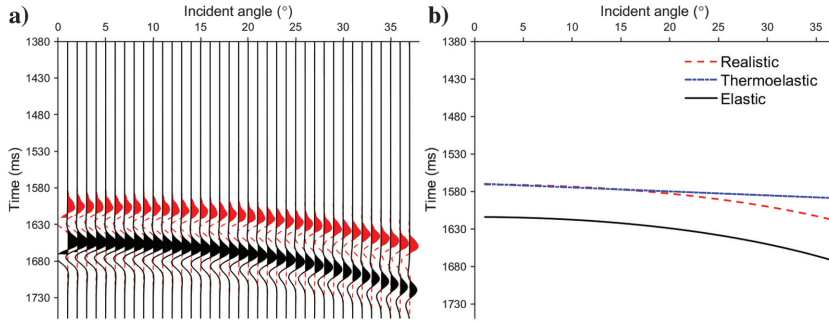 a)
Incident angle (°)
0 5 10 15 20 25 30 35
Time (ms)
1380
1430
1480
1530
1580
1630
1680
1730
b)
Incident angle (°)
0 5 10 15 20 25 30 35
Time (ms)
1380
1430
1480
1530
1580
1630
1680
1730
Realistic
Thermoelastic
Elastic